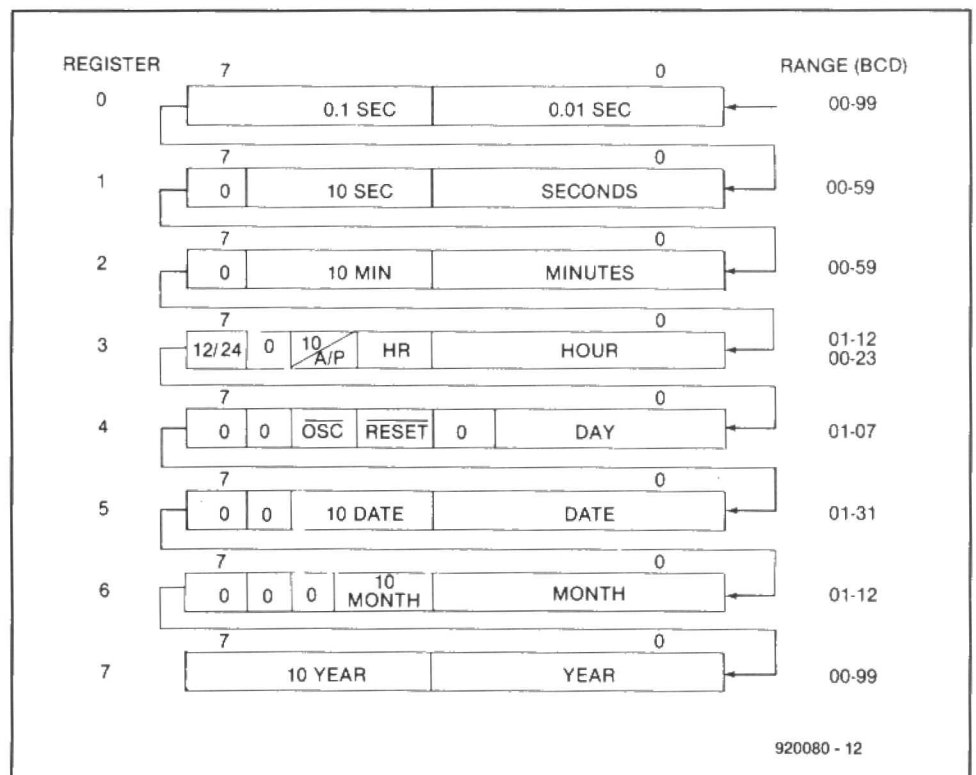 REGISTER 7 0 RANGE (BCD)
0 0.1 SEC 0.01 SEC 00-99
7 0
1 0 10 SEC SECONDS 00-59
7 0
2 0 10 MIN MINUTES 00-59
7 0
3 12/24 0 10 A/P HR HOUR 01-12 00-23
7 0
4 0 0 OSC RESET 0 DAY 01-07
7 0
5 0 0 10 DATE DATE 01-31
7 0
6 0 0 0 10 MONTH MONTH 01-12
7 0
7 10 YEAR YEAR 00-99
920080 - 12